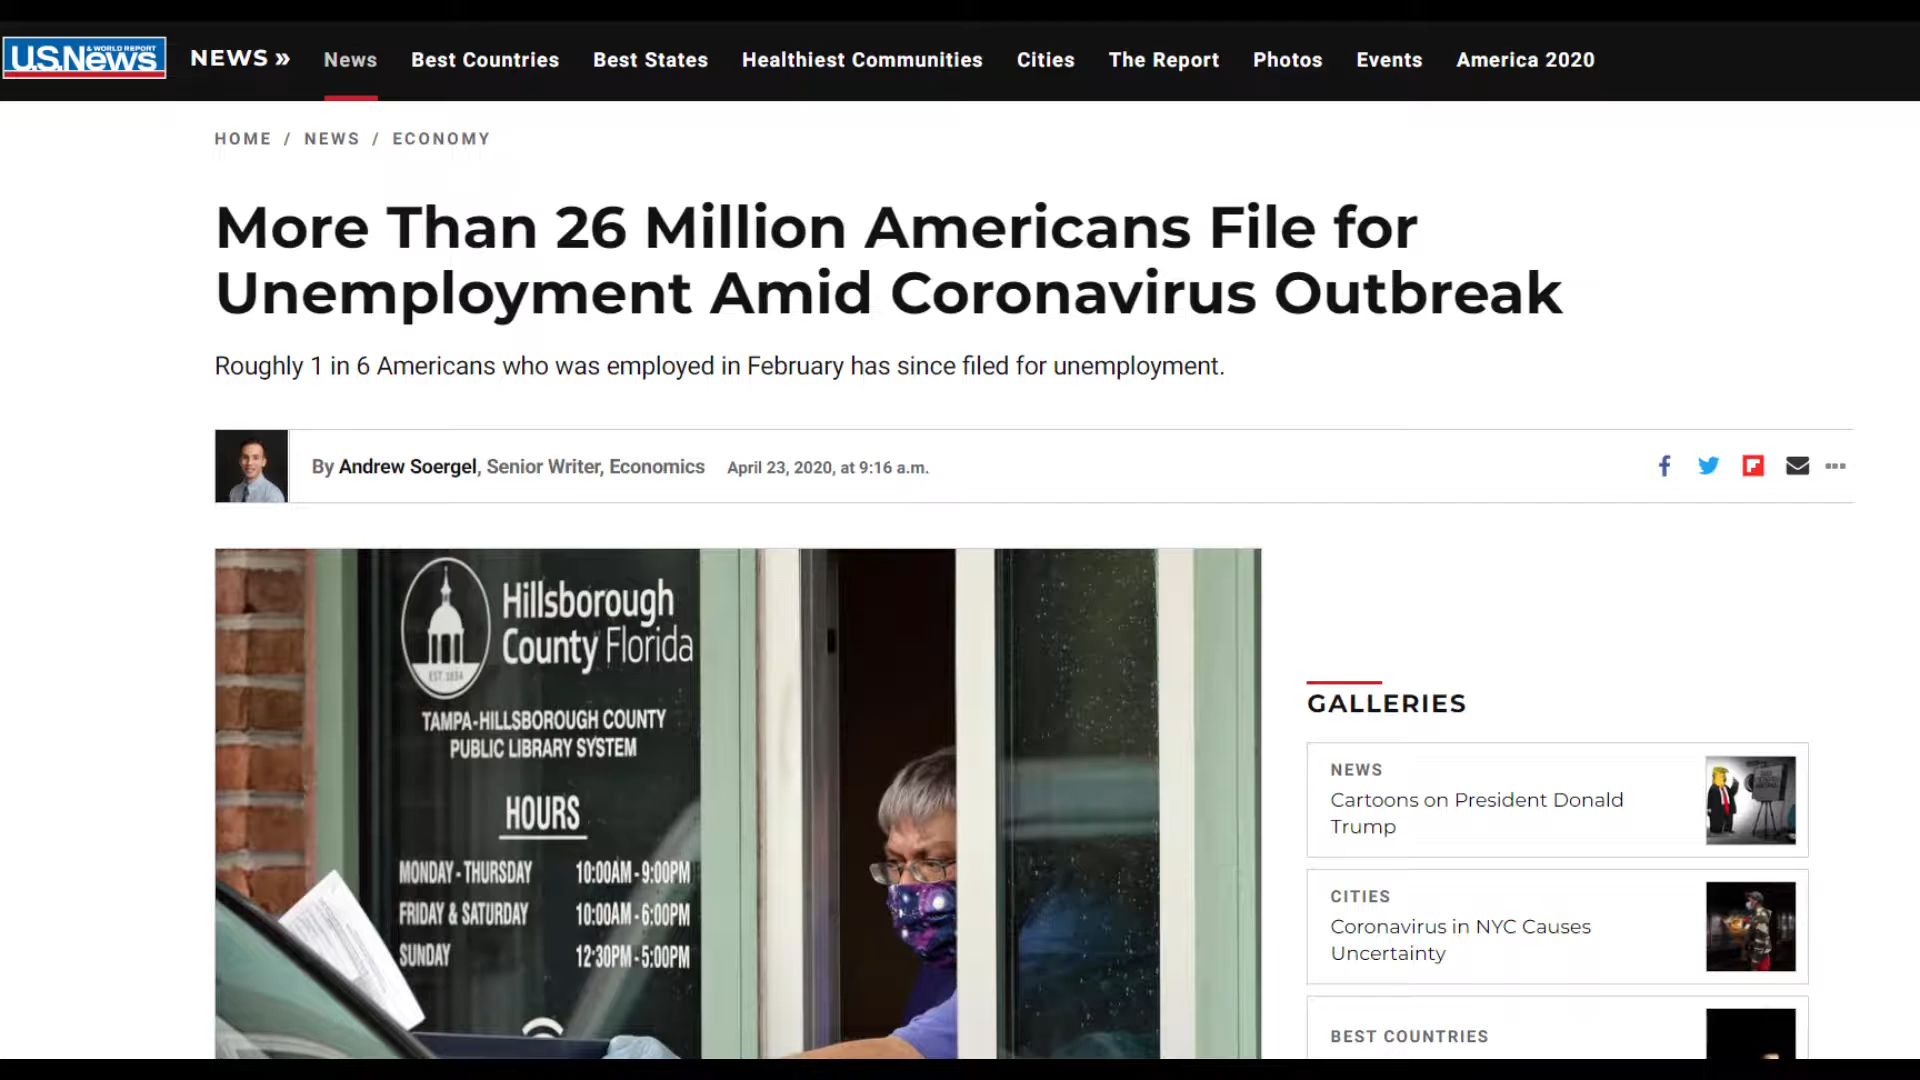 U.S.News
& WORLD REPORT
NEWS »
News
Best Countries
Best States
Healthiest Communities
Cities
The Report
Photos
Events
America 2020
HOME / NEWS / ECONOMY
More Than 26 Million Americans File for
Unemployment Amid Coronavirus Outbreak
Roughly 1 in 6 Americans who was employed in February has since filed for unemployment.
By Andrew Soergel, Senior Writer, Economics April 23, 2020, at 9:16 a.m.
Hillsborough
County Florida
EST. 1834
TAMPA-HILLSBOROUGH COUNTY
PUBLIC LIBRARY SYSTEM
HOURS
MONDAY - THURSDAY 10:00AM - 9:00PM
FRIDAY & SATURDAY 10:00AM - 6:00PM
SUNDAY 12:30PM - 5:00PM
GALLERIES
NEWS
Cartoons on President Donald
Trump
CITIES
Coronavirus in NYC Causes
Uncertainty
BEST COUNTRIES